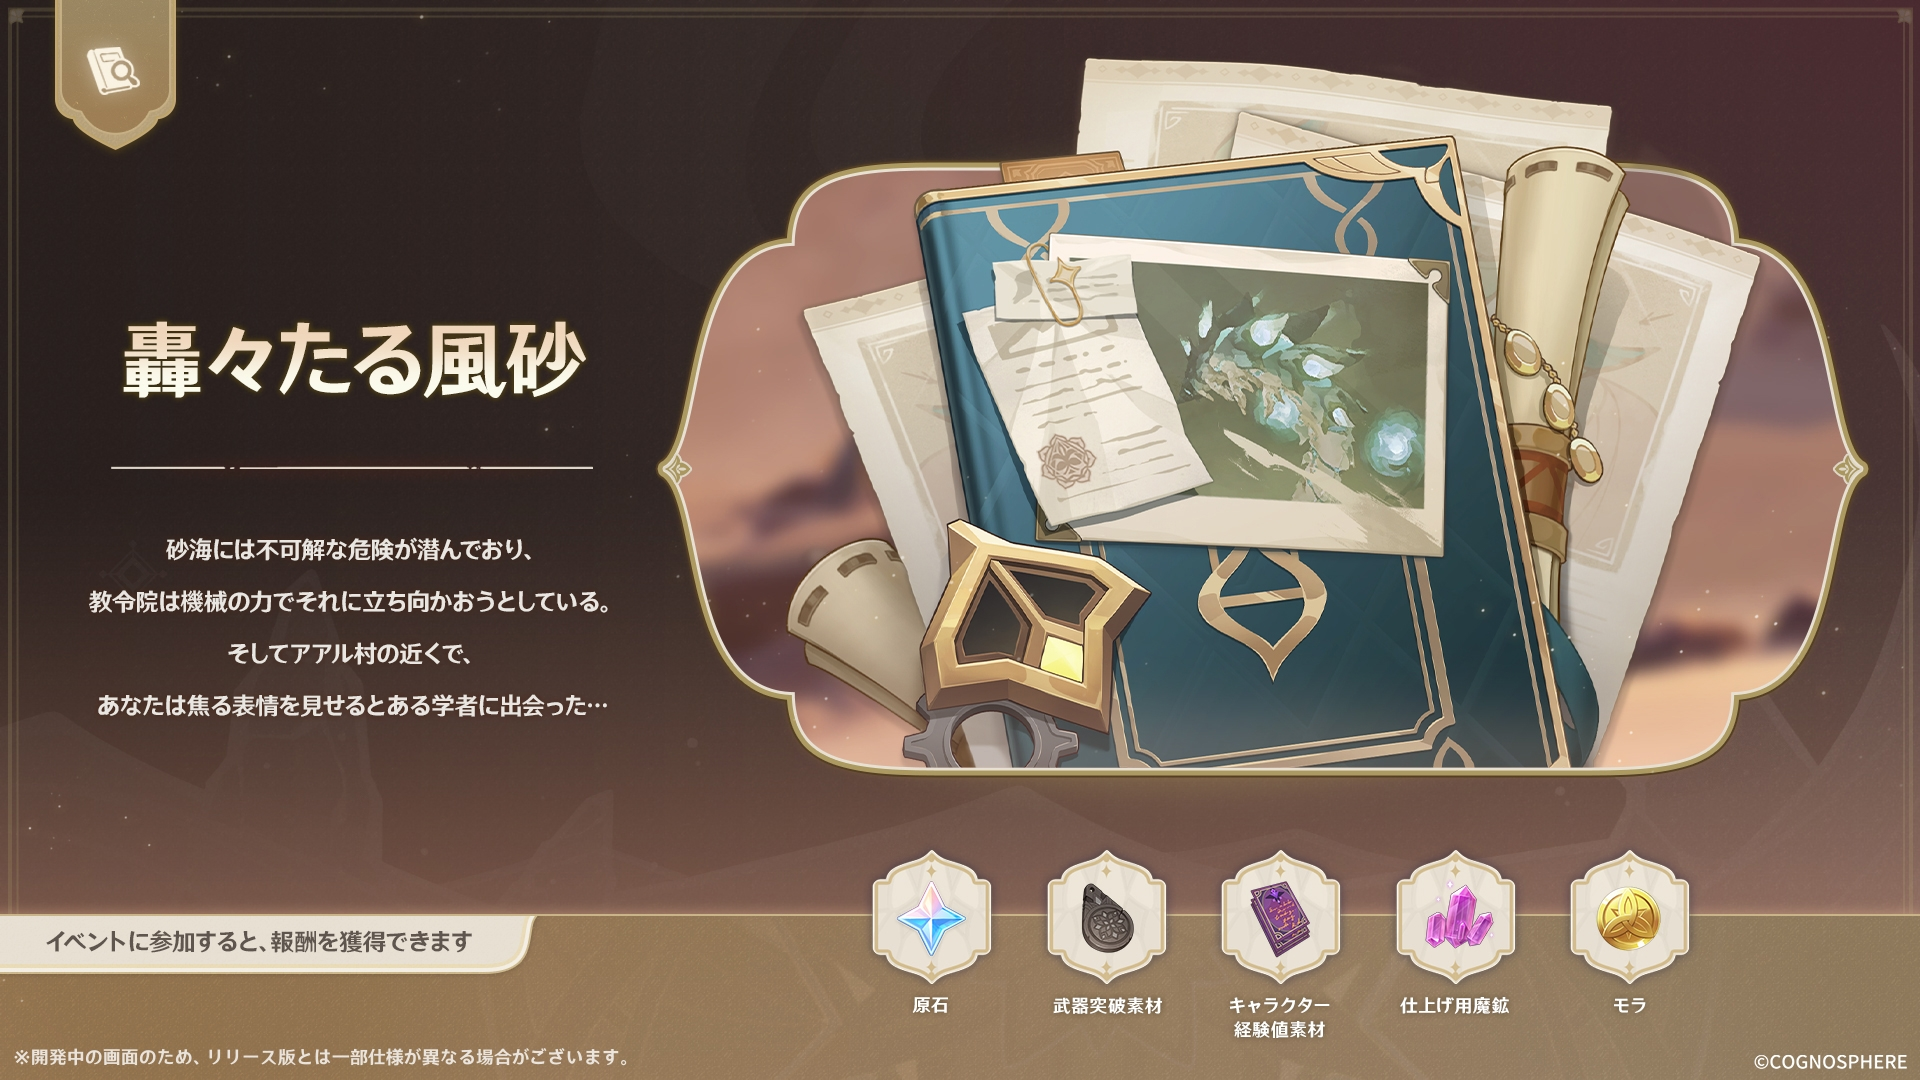 轟々たる風砂
砂海には不可解な危険が潜んでおり、
教令院は機械の力でそれに立ち向かおうとしている。
そしてアアル村の近くで、
あなたは焦る表情を見せるとある学者に出会った…
イベントに参加すると、報酬を獲得できます
原石
武器突破素材
キャラクター
経験値素材
仕上げ用魔鉱
モラ
※開発中の画面のため、リリース版とは一部仕様が異なる場合がございます。
©COGNOSPHERE